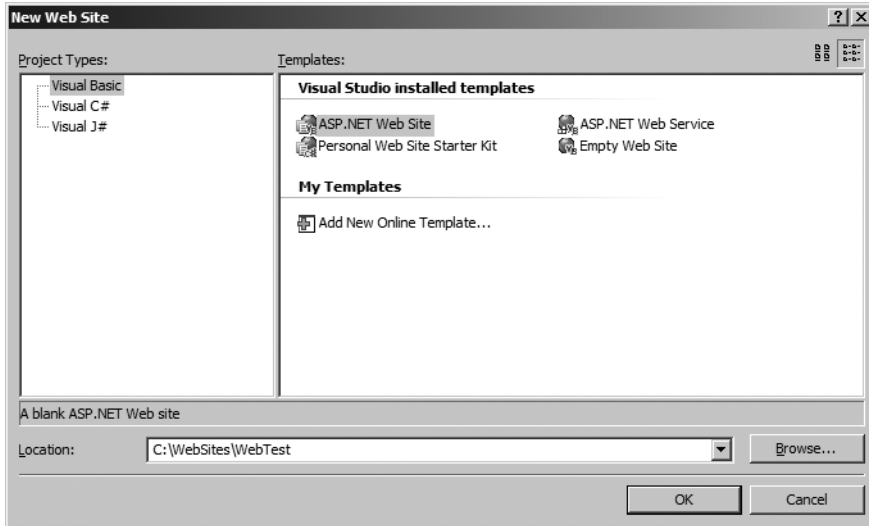 New Web Site
Project Types:
Visual Basic
Visual C#
Visual J#
Templates:
Visual Studio installed templates
ASP.NET Web Site
ASP.NET Web Service
Personal Web Site Starter Kit
Empty Web Site
My Templates
Add New Online Template...
A blank ASP.NET Web site
Location:
C:\WebSites\WebTest
Browse...
OK
Cancel